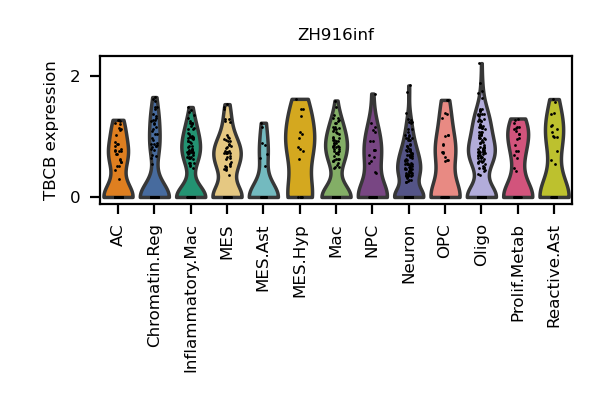 ZH916inf
TBCB expression
2
0
AC
Chromatin.Reg
Inflammatory.Mac
MES
MES.Ast
MES.Hyp
Mac
NPC
Neuron
OPC
Oligo
Prolif.Metab
Reactive.Ast